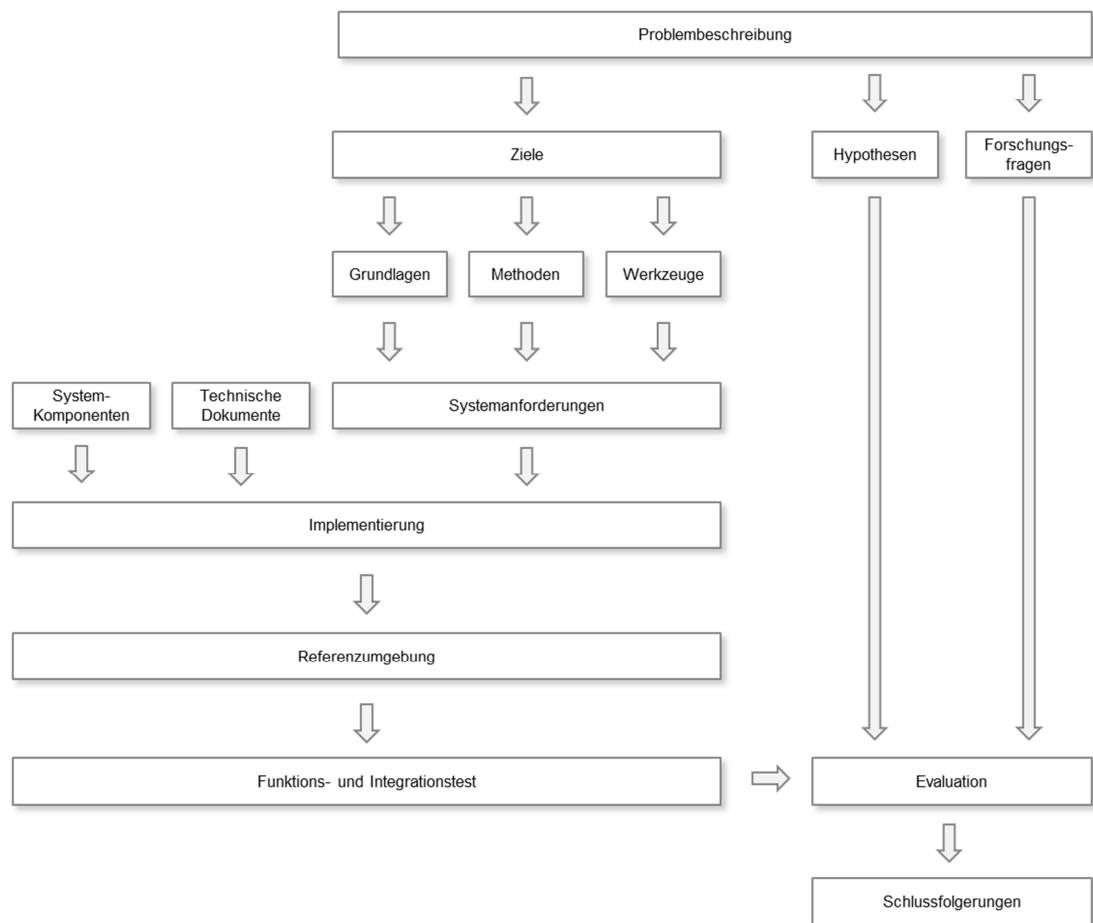 Problembeschreibung
Ziele
Hypothesen
Forschungs-
fragen
Grundlagen
Methoden
Werkzeuge
System-
Komponenten
Technische
Dokumente
Systemanforderungen
Implementierung
Referenzumgebung
Funktions- und Integrationstest
Evaluation
Schlussfolgerungen